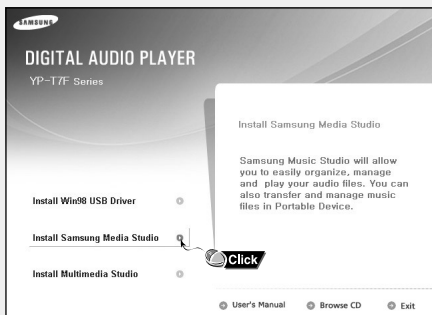 SAMSUNG
DIGITAL AUDIO PLAYER
YP-T7F Series
Install Samsung Media Studio
Samsung Music Studio will allow
you to easily organize, manage
and play your audio files. You can
also transfer and manage music
files in Portable Device.
Install Win98 USB Driver
Install Samsung Media Studio
Click
Install Multimedia Studio
User's Manual
Browse CD
Exit